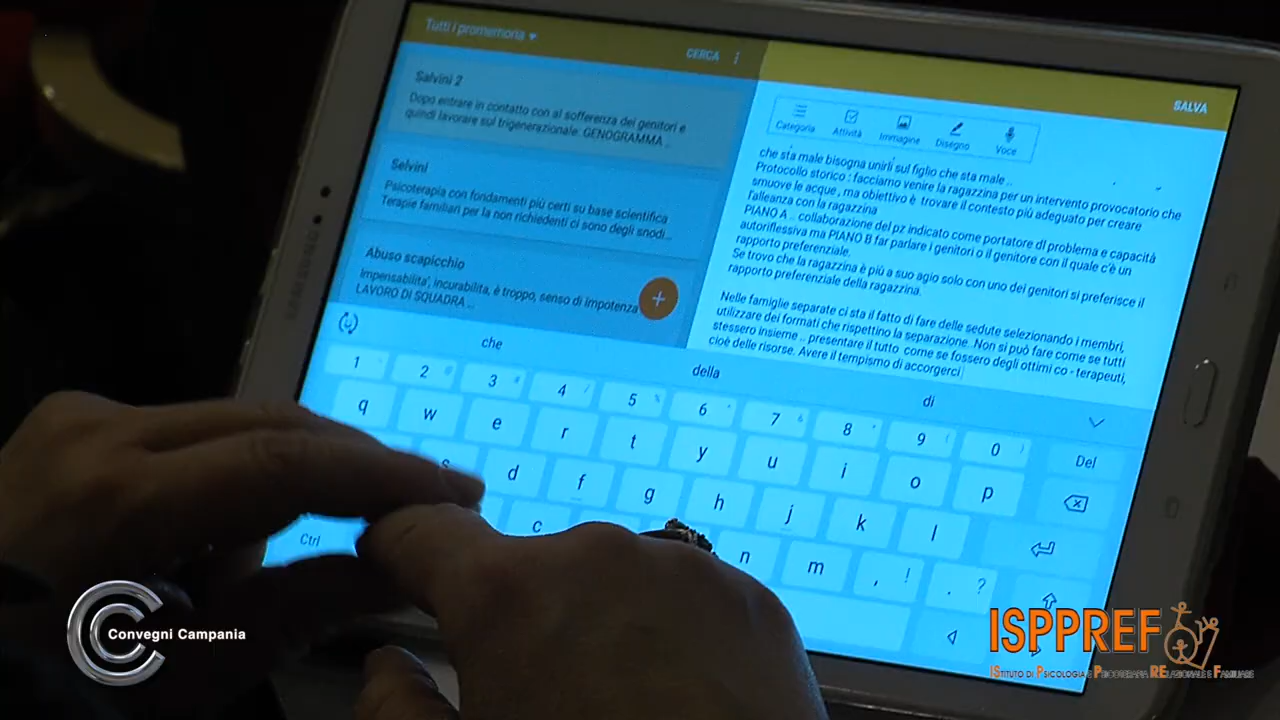 Tutti i promemoria
CERCA
SALVA
Salvini 2
Dopo entrare in contatto con al sofferenza dei genitori e
quindi lavorare sul trigenerazionale. GENOGRAMMA ..
Selvini
Psicoterapia con fondamenti più certi su base scientifica
Terapie familiari per la non richiedenti ci sono degli snodi...
Abuso scapicchio
Impensabilita', incurabilita, è troppo, senso di impotenza
LAVORO DI SQUADRA ...
Categoria Attività Immagine Disegno Voce
che sta male bisogna unirli sul figlio che sta male ..
Protocollo storico : facciamo venire la ragazzina per un intervento provocatorio che
smuove le acque , ma obiettivo è trovare il contesto più adeguato per creare
l'alleanza con la ragazzina
PIANO A .. collaborazione del pz indicato come portatore di problema e capacità
autoriflessiva ma PIANO B far parlare i genitori o il genitore con il quale c'è un
rapporto preferenziale.
Se trovo che la ragazzina è più a suo agio solo con uno dei genitori si preferisce il
rapporto preferenziale della ragazzina.
Nelle famiglie separate ci sta il fatto di fare delle sedute selezionando i membri,
utilizzare dei formati che rispettino la separazione..Non si può fare come se tutti
stessero insieme .. presentare il tutto come se fossero degli ottimi co - terapeuti,
cioè delle risorse. Avere il tempismo di accorgerci
che della di
1 2 3 4 5 6 7 8 9 0 Del
q w e r t y u i o p
s d f g h j k l
c n m , ! . ?
Ctrl
SAMSUNG
Convegni Campania
ISPPREF
ISTITUTO DI PSICOLOGIA E PSICOTERAPIA RELAZIONALE E FAMILIARE